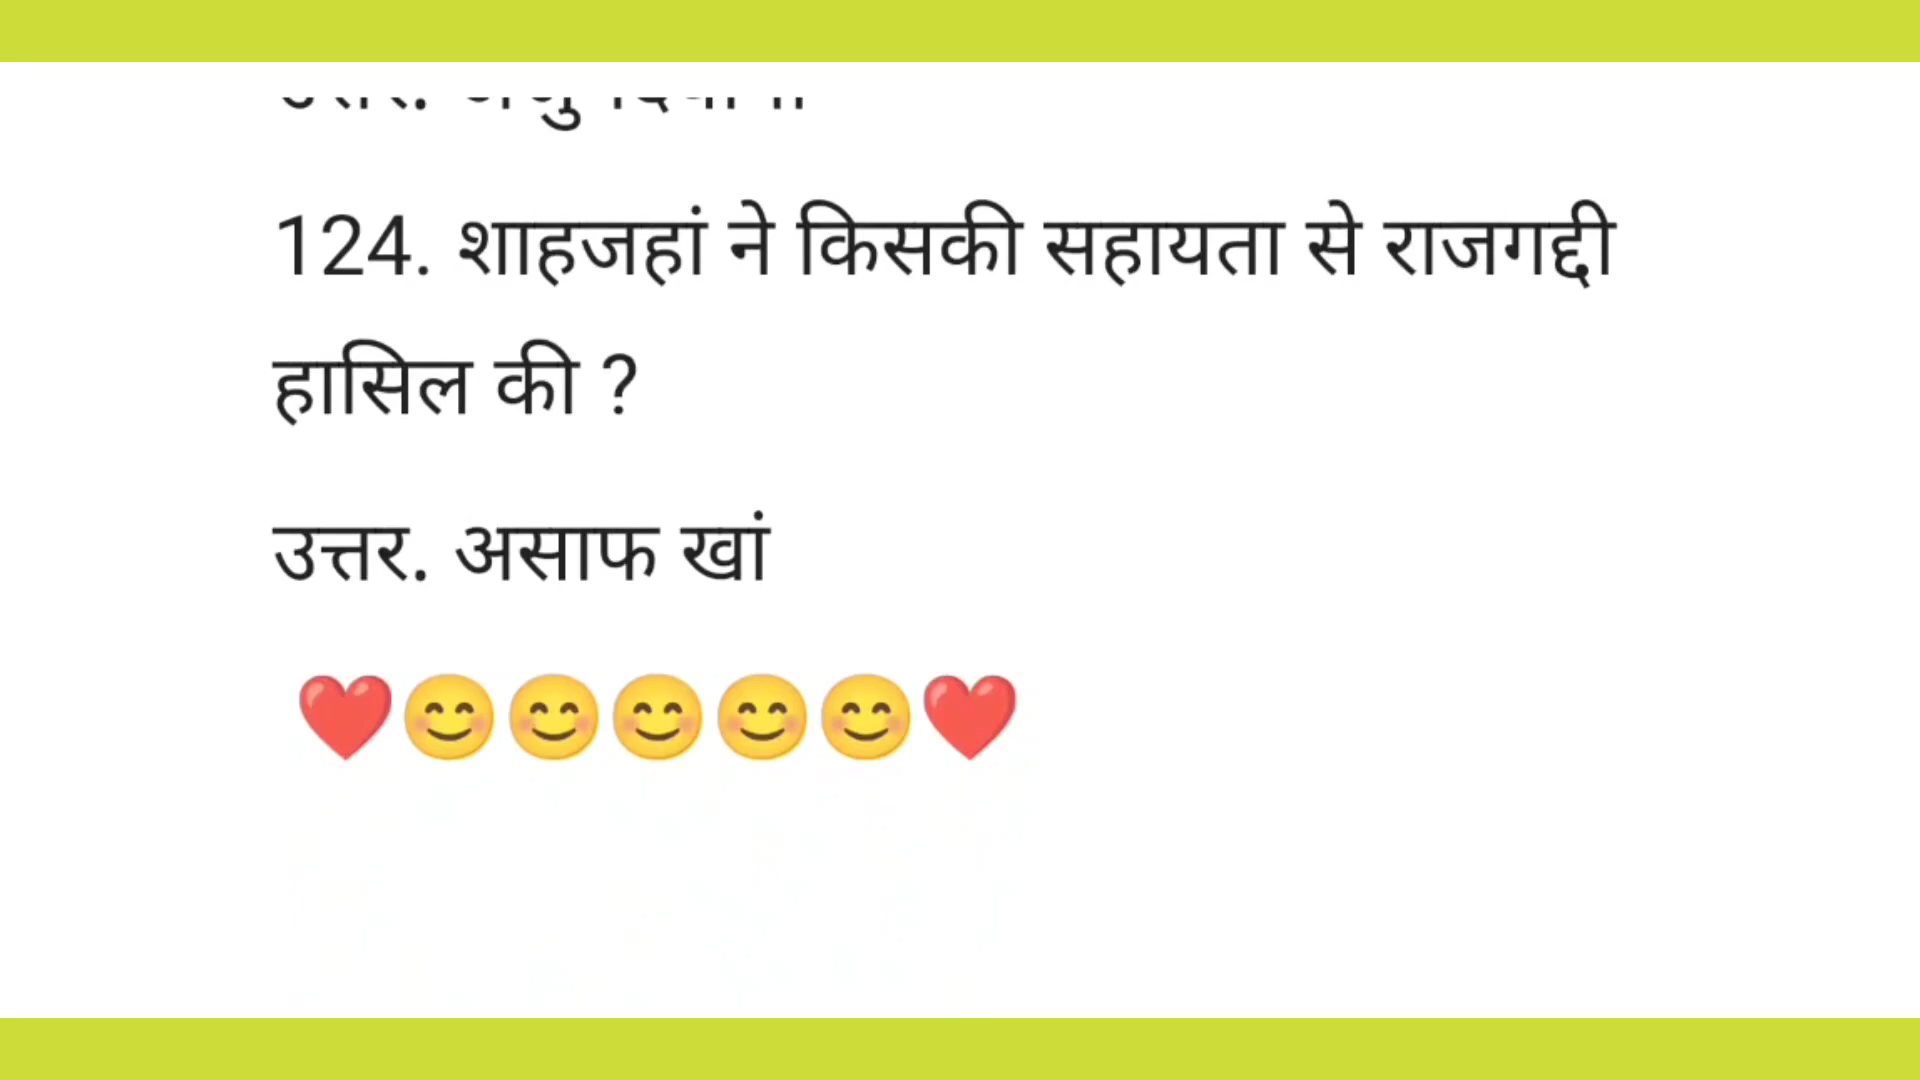 124. शाहजहां ने किसकी सहायता से राजगद्दी
हासिल की ?
उत्तर. असाफ खां
❤️😊😊😊😊😊❤️